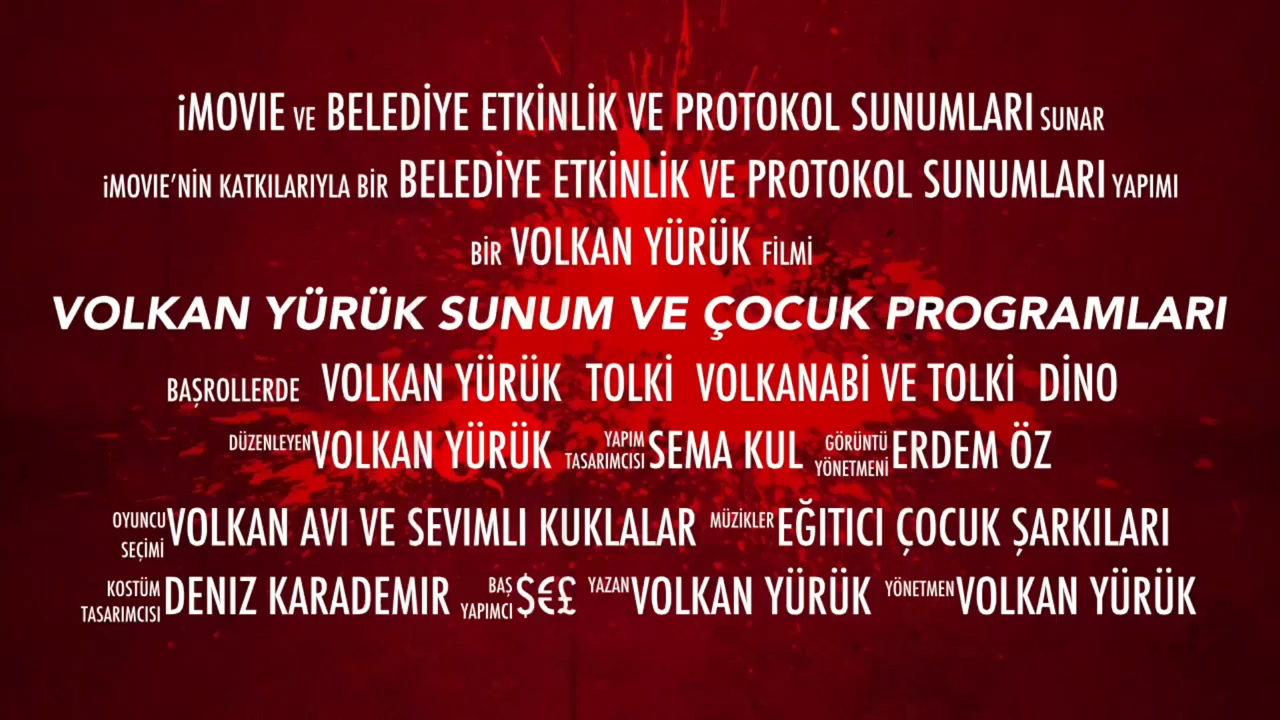 iMOVIE VE BELEDİYE ETKİNLİK VE PROTOKOL SUNUMLARI SUNAR
iMOVIE'NİN KATKILARIYLA BİR BELEDİYE ETKİNLİK VE PROTOKOL SUNUMLARI YAPIMI
BİR VOLKAN YÜRÜK FİLMİ
VOLKAN YÜRÜK SUNUM VE ÇOCUK PROGRAMLARI
BAŞROLLERDE VOLKAN YÜRÜK TOLKİ VOLKANABİ VE TOLKİ DİNO
DÜZENLEYEN VOLKAN YÜRÜK YAPIM TASARIMCISI SEMA KUL GÖRÜNTÜ YÖNETMENİ ERDEM ÖZ
OYUNCU SEÇİMİ VOLKAN AVI VE SEVIMLI KUKLALAR MÜZİKLER EĞITICI ÇOCUK ŞARKILARI
KOSTÜM TASARIMCISI DENIZ KARADEMIR BAŞ YAPIMCI $€£ YAZAN VOLKAN YÜRÜK YÖNETMEN VOLKAN YÜRÜK